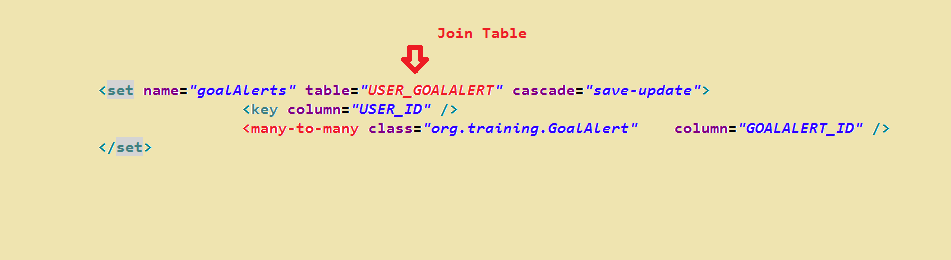 Join Table
<set name="goalAlerts" table="USER_GOALALERT" cascade="save-update">
<key column="USER_ID" />
<many-to-many class="org.training.GoalAlert" column="GOALALERT_ID" />
</set>